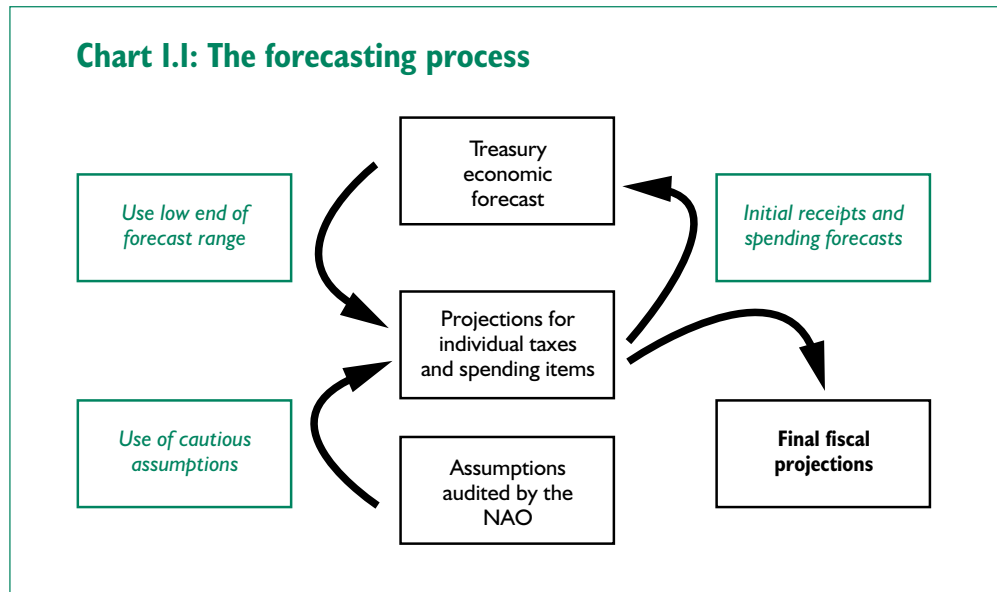 Chart 1.1: The forecasting process
Treasury
economic
forecast
Use low end of
forecast range
Initial receipts and
spending forecasts
Projections for
individual taxes
and spending items
Use of cautious
assumptions
Assumptions
audited by the
NAO
Final fiscal
projections